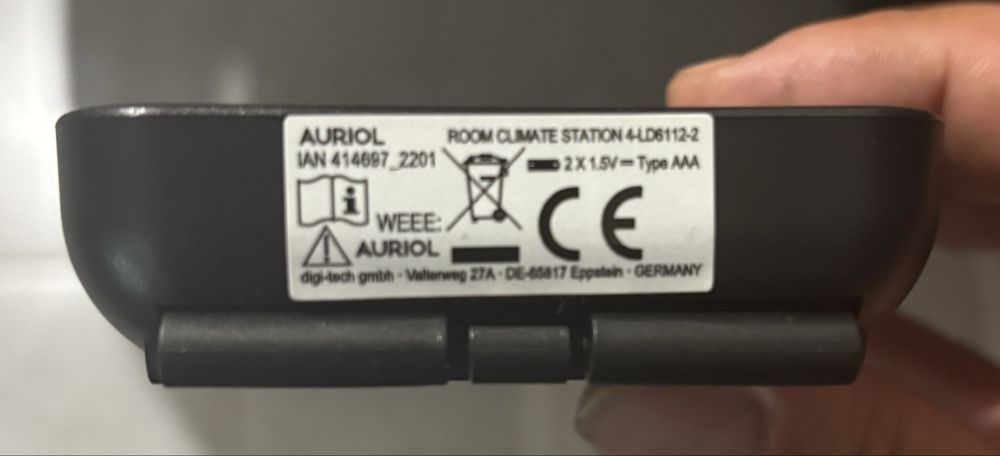 AURIOL ROOM CLIMATE STATION 4-LD6112-2
IAN 414697_2201 2 X 1.5V Type AAA
WEEE:
AURIOL
CE
digi-tech gmbh · Valterweg 27A · DE-65817 Eppstein · GERMANY